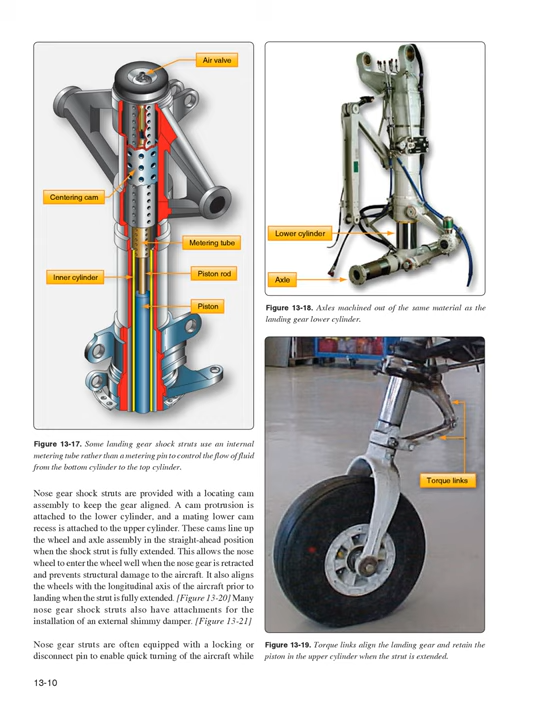 Air valve
Centering cam
Metering tube
Inner cylinder
Piston rod
Piston
Figure 13-17. Some landing gear shock struts use an internal
metering tube rather than a metering pin to control the flow of fluid
from the bottom cylinder to the top cylinder.
Nose gear shock struts are provided with a locating cam
assembly to keep the gear aligned. A cam protrusion is
attached to the lower cylinder, and a mating lower cam
recess is attached to the upper cylinder. These cams line up
the wheel and axle assembly in the straight-ahead position
when the shock strut is fully extended. This allows the nose
wheel to enter the wheel well when the nose gear is retracted
and prevents structural damage to the aircraft. It also aligns
the wheels with the longitudinal axis of the aircraft prior to
landing when the strut is fully extended. [Figure 13-20] Many
nose gear shock struts also have attachments for the
installation of an external shimmy damper. [Figure 13-21]
Nose gear struts are often equipped with a locking or
disconnect pin to enable quick turning of the aircraft while
Lower cylinder
Axle
Figure 13-18. Axles machined out of the same material as the
landing gear lower cylinder.
Torque links
Figure 13-19. Torque links align the landing gear and retain the
piston in the upper cylinder when the strut is extended.
13-10